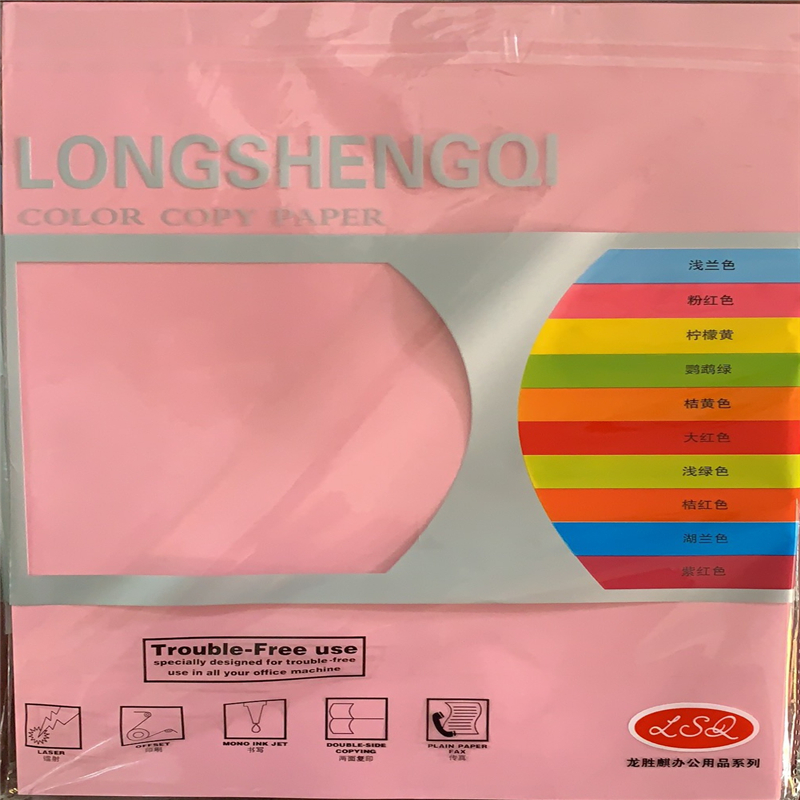 LONGSHENGQI
COLOR COPY PAPER
浅兰色
粉红色
柠檬黄
鹦鹉绿
桔黄色
大红色
浅绿色
桔红色
湖兰色
紫红色
Trouble-Free use
specially designed for trouble-free
use in all your office machine
LASER
镭射
OFFSET
印刷
MONO INK JET
书写
DOUBLE-SIDE
COPYING
两面复印
PLAIN PAPER
FAX
传真
LSQ
龙胜麒办公用品系列